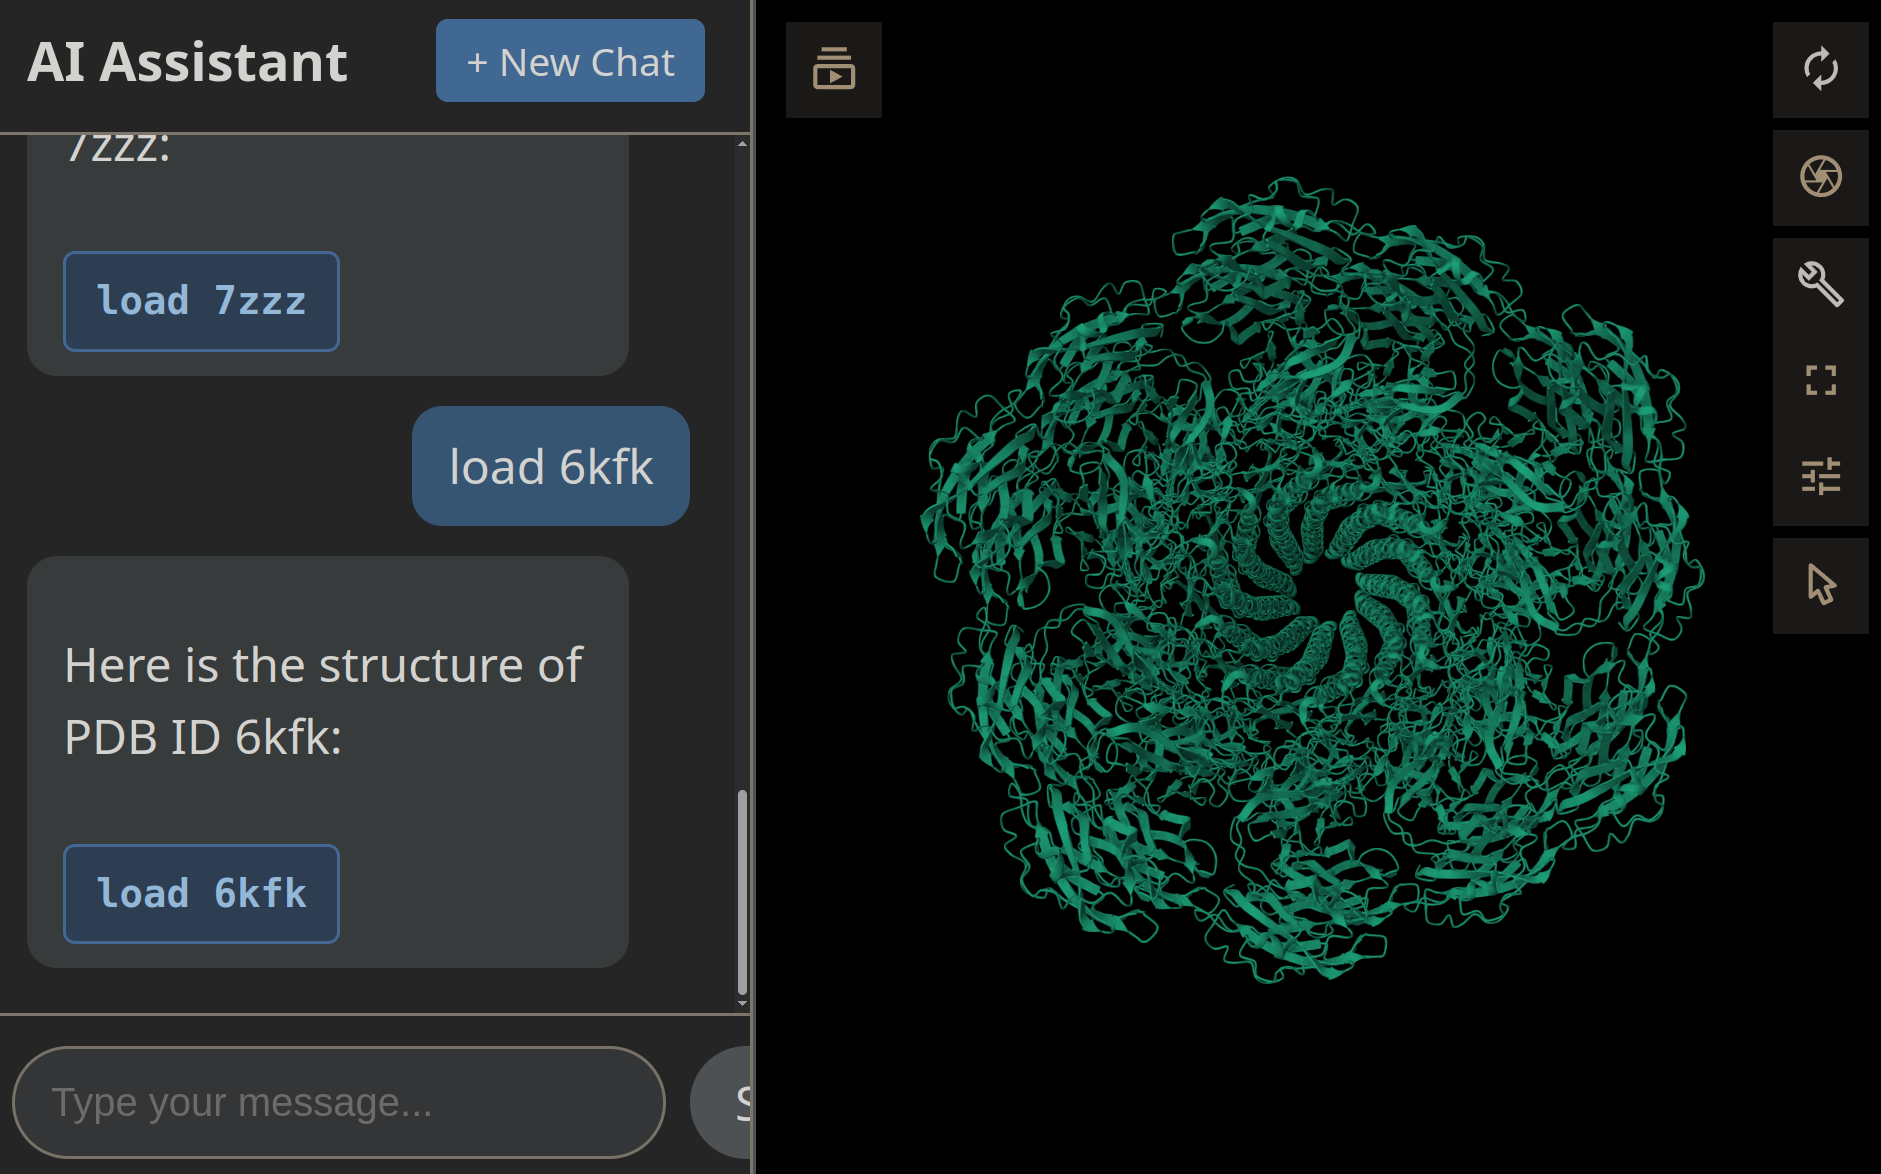 AI Assistant
+ New Chat
7zzz:
load 7zzz
load 6kfk
Here is the structure of
PDB ID 6kfk:
load 6kfk
Type your message...
S